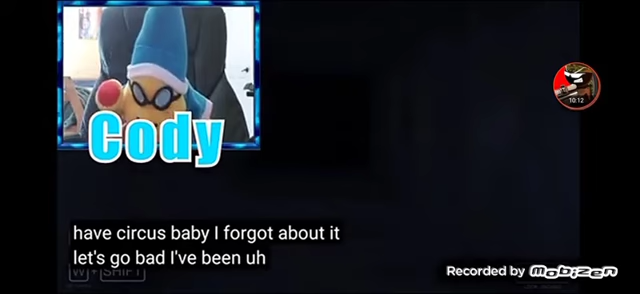 10:12
Cody
have circus baby I forgot about it
let's go bad I've been uh
W + SHIFT
Recorded by Mobizen